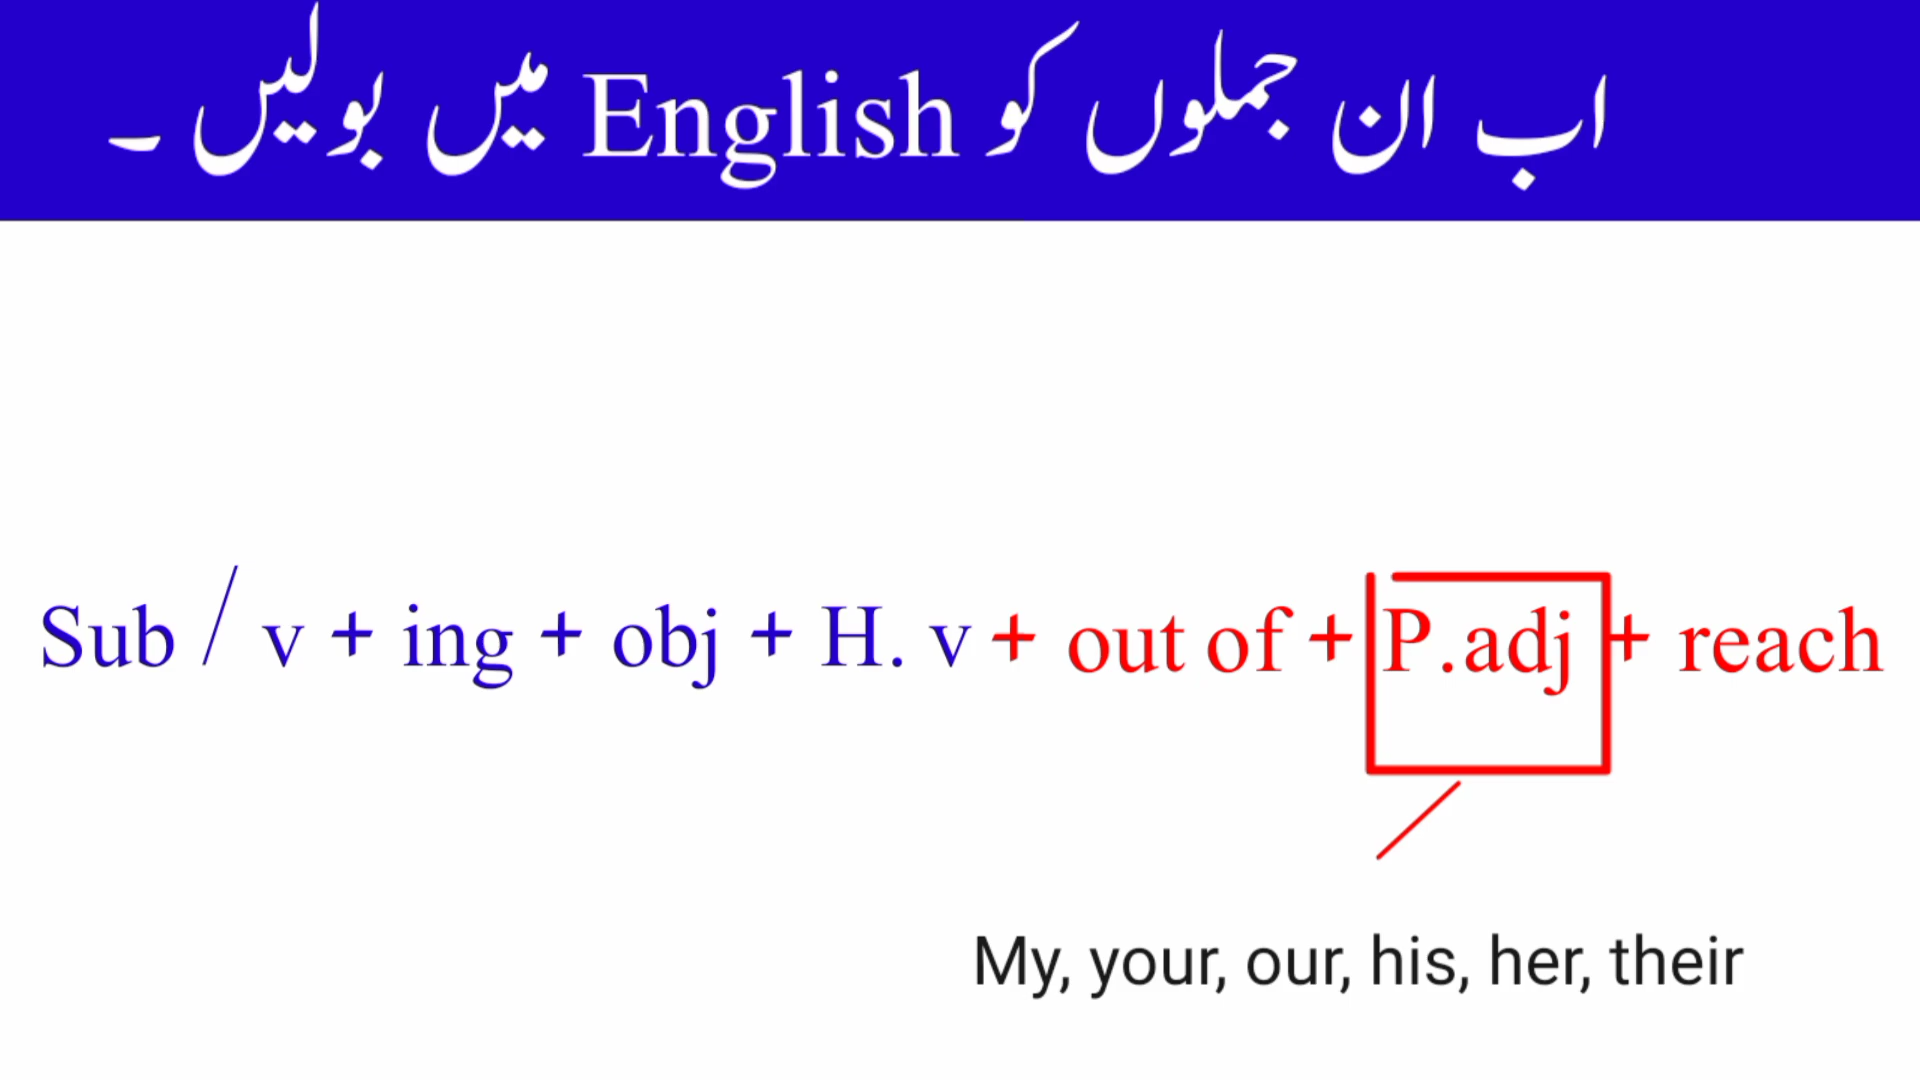 اب ان جملوں کو English میں بولیں ۔
Sub / v + ing + obj + H. v + out of + P.adj + reach
My, your, our, his, her, their